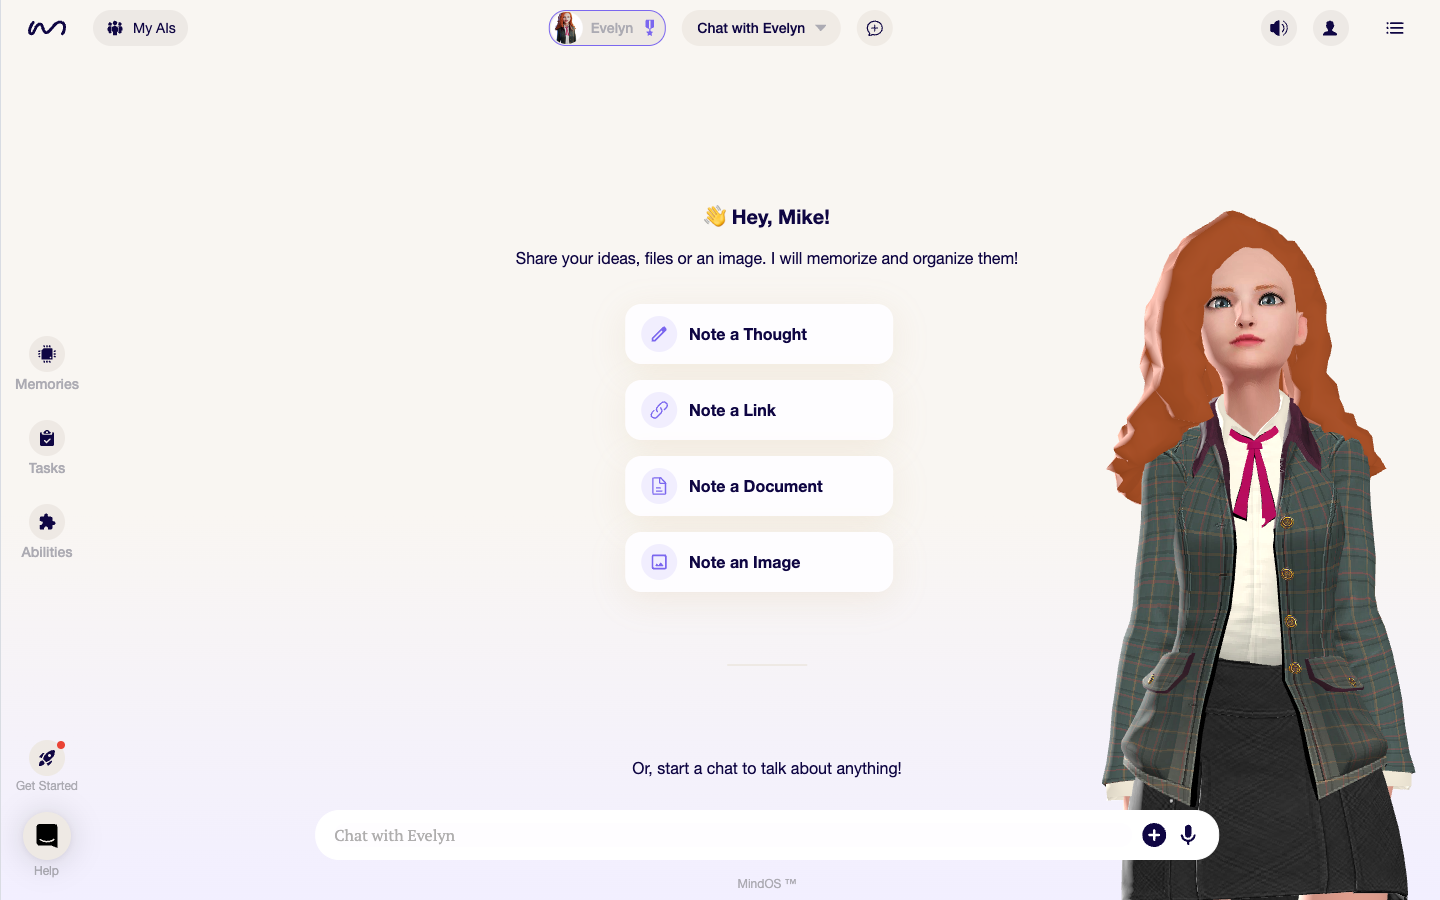 My AIs
Evelyn
Chat with Evelyn
👋 Hey, Mike!
Share your ideas, files or an image. I will memorize and organize them!
Note a Thought
Note a Link
Note a Document
Note an Image
Memories
Tasks
Abilities
Or, start a chat to talk about anything!
Get Started
Chat with Evelyn
Help
MindOS ™